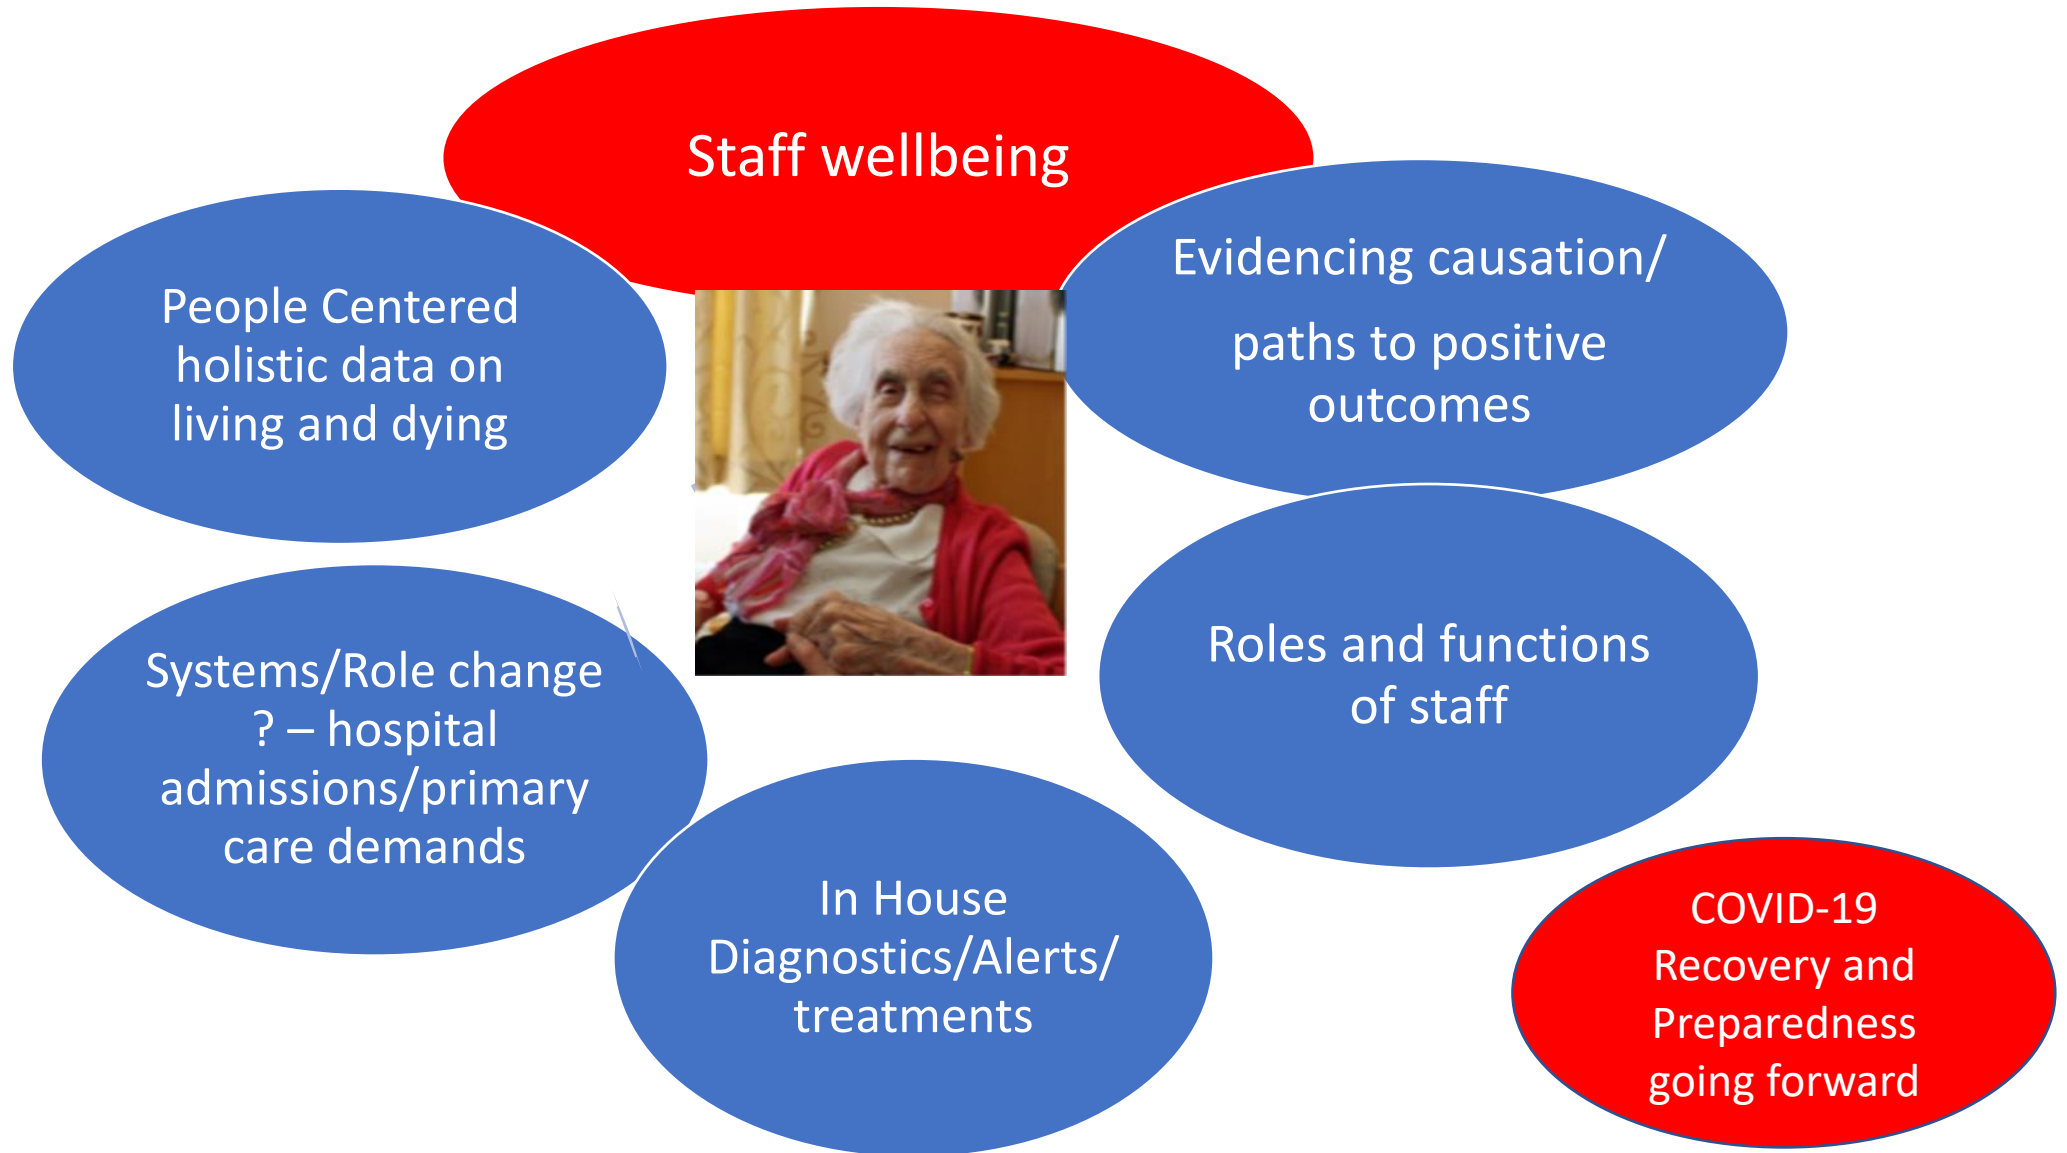 Staff wellbeing
People Centered
holistic data on
living and dying
Evidencing causation/
paths to positive
outcomes
Systems/Role change
? – hospital
admissions/primary
care demands
Roles and functions
of staff
In House
Diagnostics/Alerts/
treatments
COVID-19
Recovery and
Preparedness
going forward